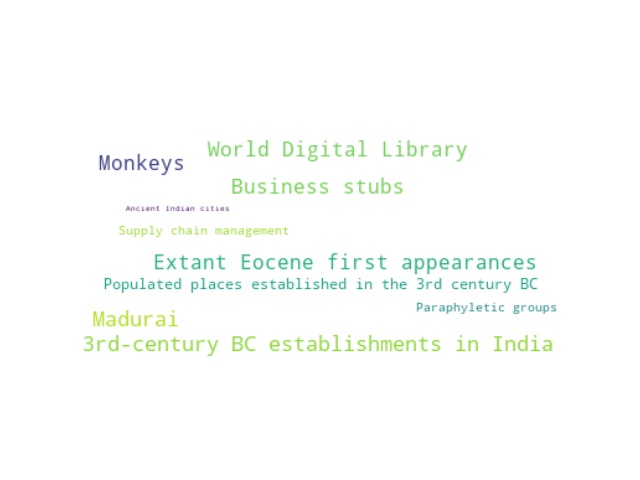 World Digital Library
Monkeys
Business stubs
Ancient Indian cities
Supply chain management
Extant Eocene first appearances
Populated places established in the 3rd century BC
Paraphyletic groups
Madurai
3rd-century BC establishments in India